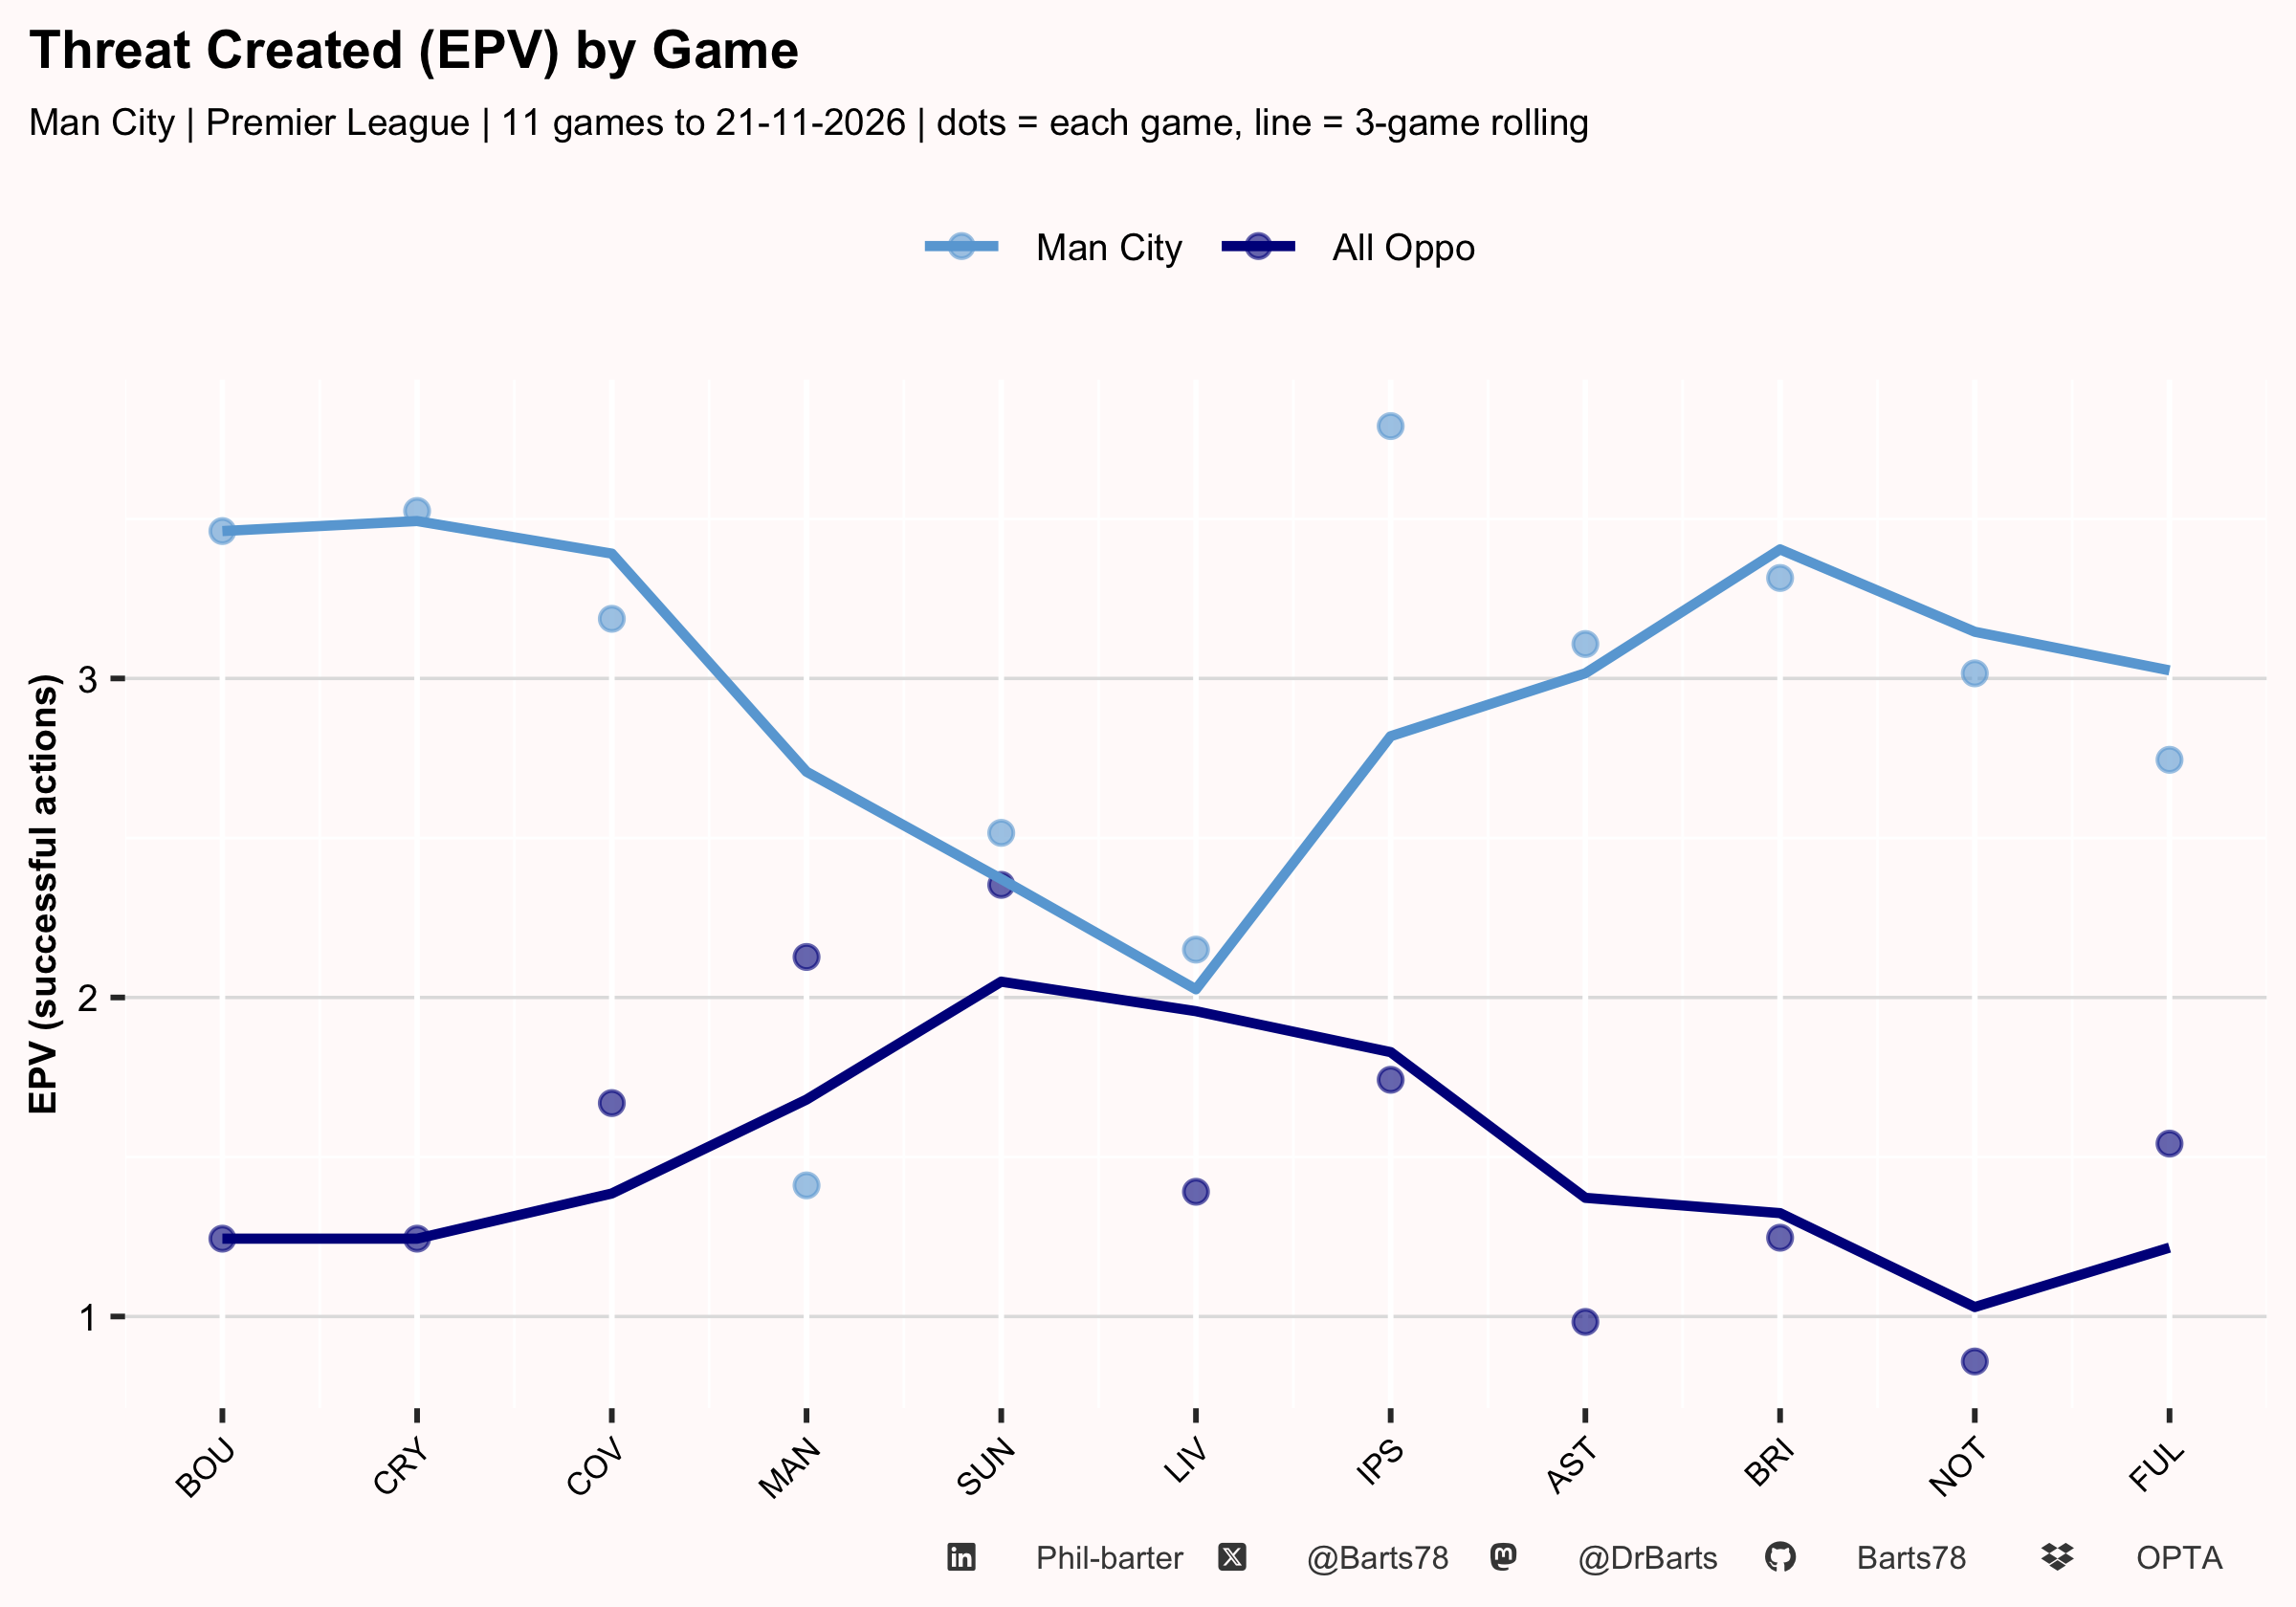 Threat Created (EPV) by Game
Man City | Premier League | 11 games to 21-11-2026 | dots = each game, line = 3-game rolling
Man City All Oppo
EPV (successful actions)
3
2
1
BOU CRY COV MAN SUN LIV IPS AST BRI NOT FUL
Phil-barter @Barts78 @DrBarts Barts78 OPTA